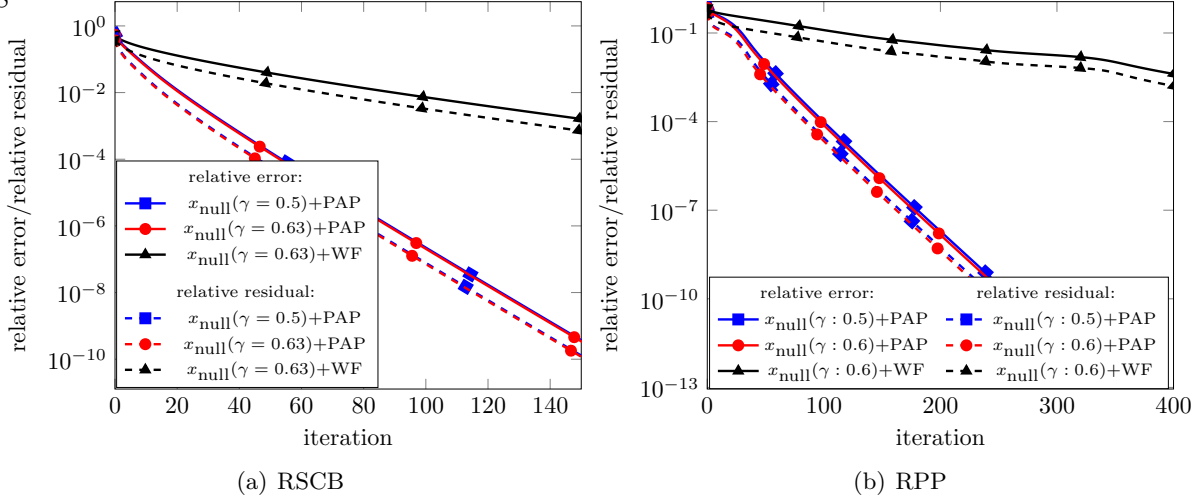 relative error/relative residual
10^0
10^{-2}
10^{-4}
10^{-6}
10^{-8}
10^{-10}
relative error:
x_null(γ = 0.5)+PAP
x_null(γ = 0.63)+PAP
x_null(γ = 0.63)+WF
relative residual:
x_null(γ = 0.5)+PAP
x_null(γ = 0.63)+PAP
x_null(γ = 0.63)+WF
0 20 40 60 80 100 120 140
iteration
(a) RSCB
relative error/relative residual
10^{-1}
10^{-4}
10^{-7}
10^{-10}
10^{-13}
relative error: relative residual:
x_null(γ : 0.5)+PAP x_null(γ : 0.5)+PAP
x_null(γ : 0.6)+PAP x_null(γ : 0.6)+PAP
x_null(γ : 0.6)+WF x_null(γ : 0.6)+WF
0 100 200 300 400
iteration
(b) RPP